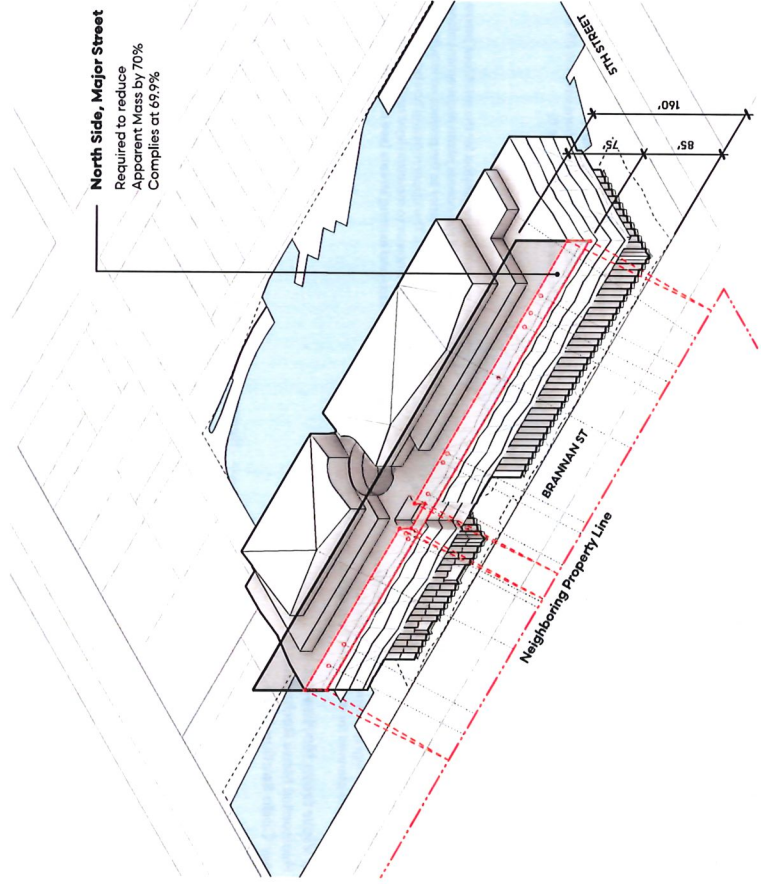 North Side, Major Street
Required to reduce
Apparent Mass by 70%
Complies at 69.9%
5TH STREET
160'
75'
85'
BRANNAN ST
Neighboring Property Line